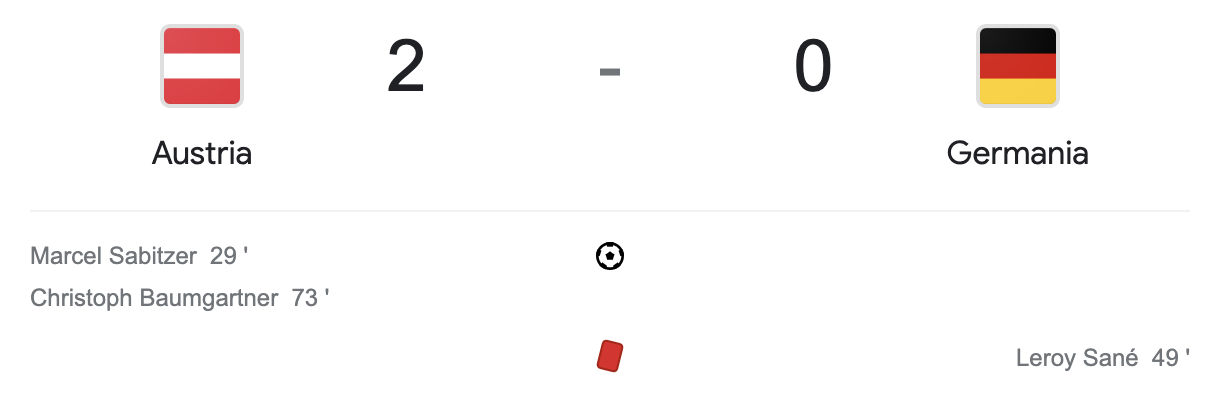 2 - 0
Austria Germania
Marcel Sabitzer 29 '
Christoph Baumgartner 73 '
Leroy Sané 49 '